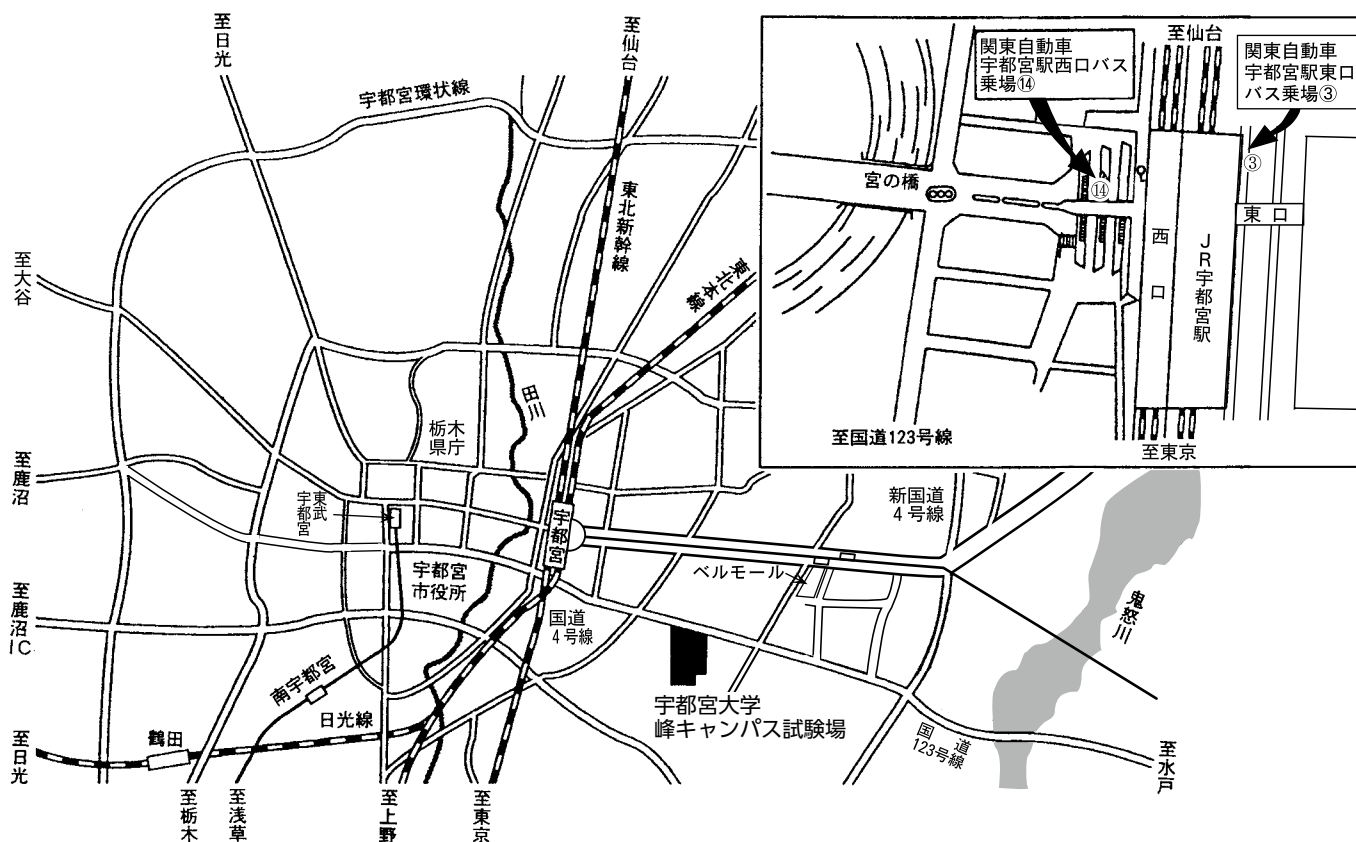 至日光
至仙台
宇都宮環状線
東北新幹線
東北本線
至大谷
田川
栃木
県庁
至鹿沼
東武
宇都宮
宇都宮
宇都宮
市役所
国道
4号線
新国道
4号線
ベルモール
鬼怒川
至鹿沼IC
南宇都宮
日光線
鶴田
至日光
宇都宮大学
峰キャンパス試験場
国道
123号線
至水戸
至栃木
至浅草
至上野
至東京
関東自動車
宇都宮駅西口バス
乗場⑭
至仙台
関東自動車
宇都宮駅東口
バス乗場③
③
宮の橋
⑭
東口
西口
JR宇都宮駅
至国道123号線
至東京